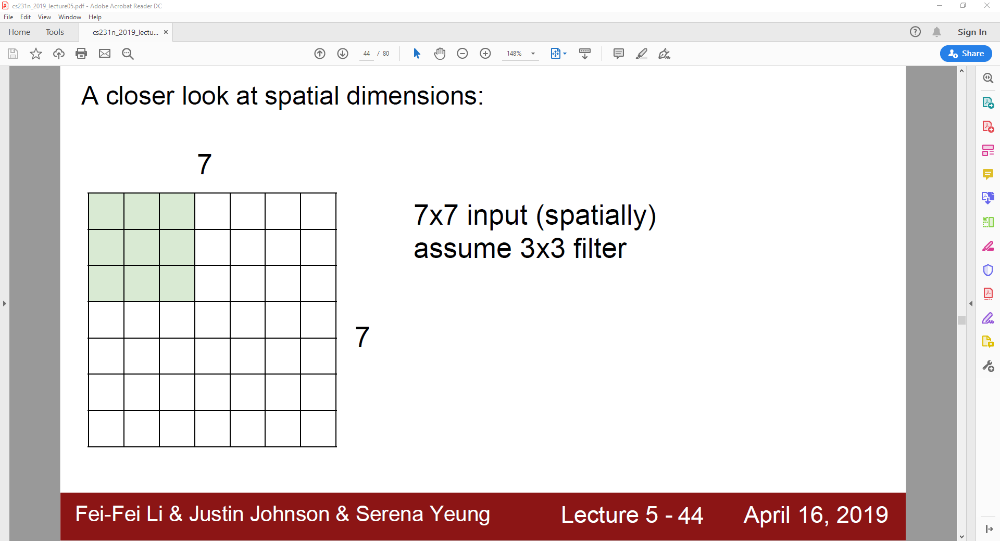 cs231n_2019_lecture05.pdf - Adobe Acrobat Reader DC
File Edit View Window Help
Home Tools cs231n_2019_lectu... Sign In
44 / 80 148% Share
A closer look at spatial dimensions:
7
7x7 input (spatially)
assume 3x3 filter
7
Fei-Fei Li & Justin Johnson & Serena Yeung Lecture 5 - 44 April 16, 2019